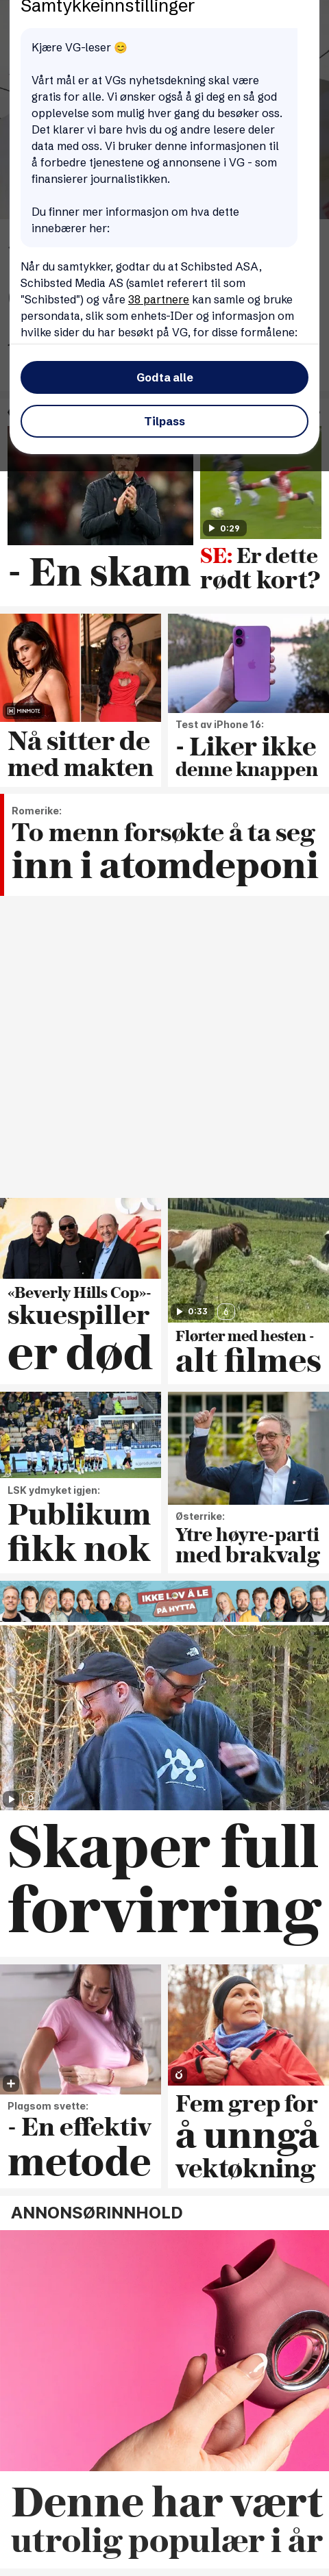 Samtykkeinnstillinger
Kjære VG-leser 😊
Vårt mål er at VGs nyhetsdekning skal være
gratis for alle. Vi ønsker også å gi deg en så god
opplevelse som mulig hver gang du besøker oss.
Det klarer vi bare hvis du og andre lesere deler
data med oss. Vi bruker denne informasjonen til
å forbedre tjenestene og annonsene i VG - som
finansierer journalistikken.
Du finner mer informasjon om hva dette
innebærer her:
Når du samtykker, godtar du at Schibsted ASA,
Schibsted Media AS (samlet referert til som
"Schibsted") og våre 38 partnere kan samle og bruke
persondata, slik som enhets-IDer og informasjon om
hvilke sider du har besøkt på VG, for disse formålene:
Godta alle
Tilpass
0:29
- En skam
SE: Er dette
rødt kort?
MINMOTE
Nå sitter de
med makten
Test av iPhone 16:
- Liker ikke
denne knappen
Romerike:
To menn forsøkte å ta seg
inn i atomdeponi
«Beverly Hills Cop»-
skuespiller
er død
0:33
Flørter med hesten -
alt filmes
LSK ydmyket igjen:
Publikum
fikk nok
Østerrike:
Ytre høyre-parti
med brakvalg
IKKE LOV Å LE
PÅ HYTTA
Skaper full
forvirring
Plagsom svette:
- En effektiv
metode
Fem grep for
å unngå
vektøkning
ANNONSØRINNHOLD
Denne har vært
utrolig populær i år